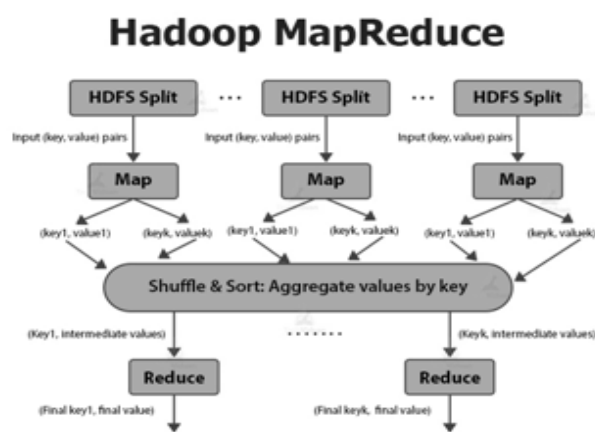 Hadoop MapReduce
HDFS Split ... HDFS Split ... HDFS Split
Input (key, value) pairs Input (key, value) pairs Input (key, value) pairs
Map Map Map
(key1, value1) (keyk, valuek) (key1, value1) (keyk, valuek) (key1, value1) (keyk, valuek)
Shuffle & Sort: Aggregate values by key
(Key1, intermediate values) ....... (Keyk, intermediate values)
Reduce Reduce
(Final key1, final value) (Final keyk, final value)